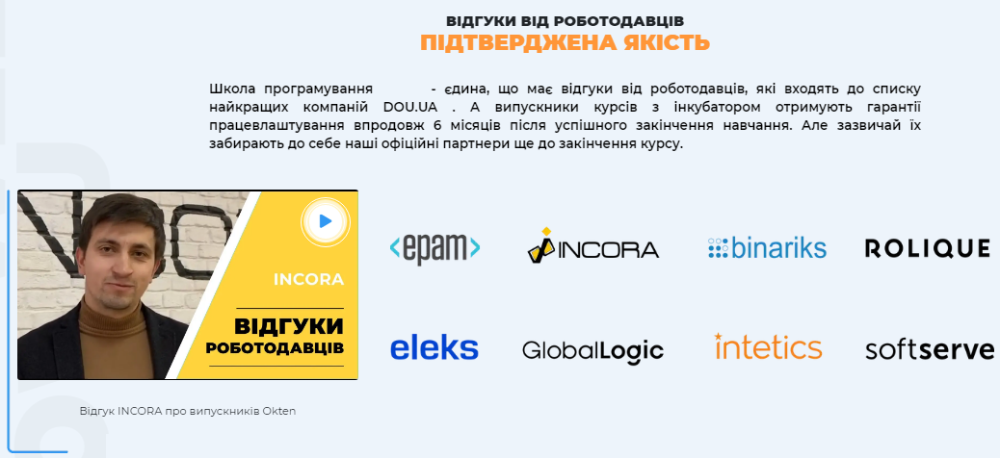 ВІДГУКИ ВІД РОБОТОДАВЦІВ
ПІДТВЕРДЖЕНА ЯКІСТЬ
Школа програмування - єдина, що має відгуки від роботодавців, які входять до списку
найкращих компаній DOU.UA . А випускники курсів з інкубатором отримують гарантії
працевлаштування впродовж 6 місяців після успішного закінчення навчання. Але зазвичай їх
забирають до себе наші офіційні партнери ще до закінчення курсу.
INCORA
ВІДГУКИ
РОБОТОДАВЦІВ
Відгук INCORA про випускників Okten
<epam> INCORA binariks ROLIQUE
eleks GlobalLogic intetics softserve